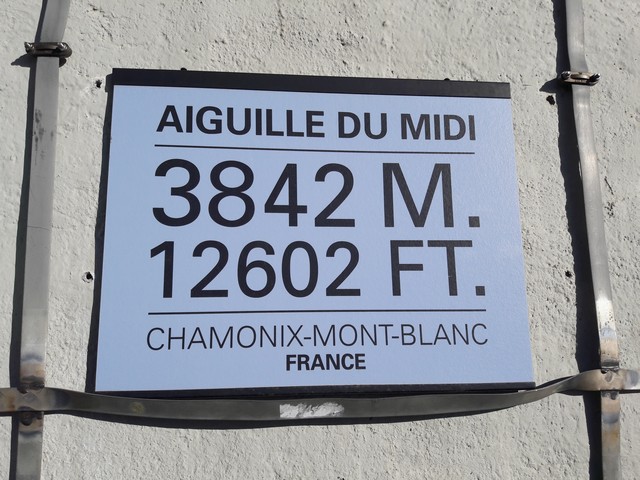 AIGUILLE DU MIDI
3842 M.
12602 FT.
CHAMONIX-MONT-BLANC
FRANCE